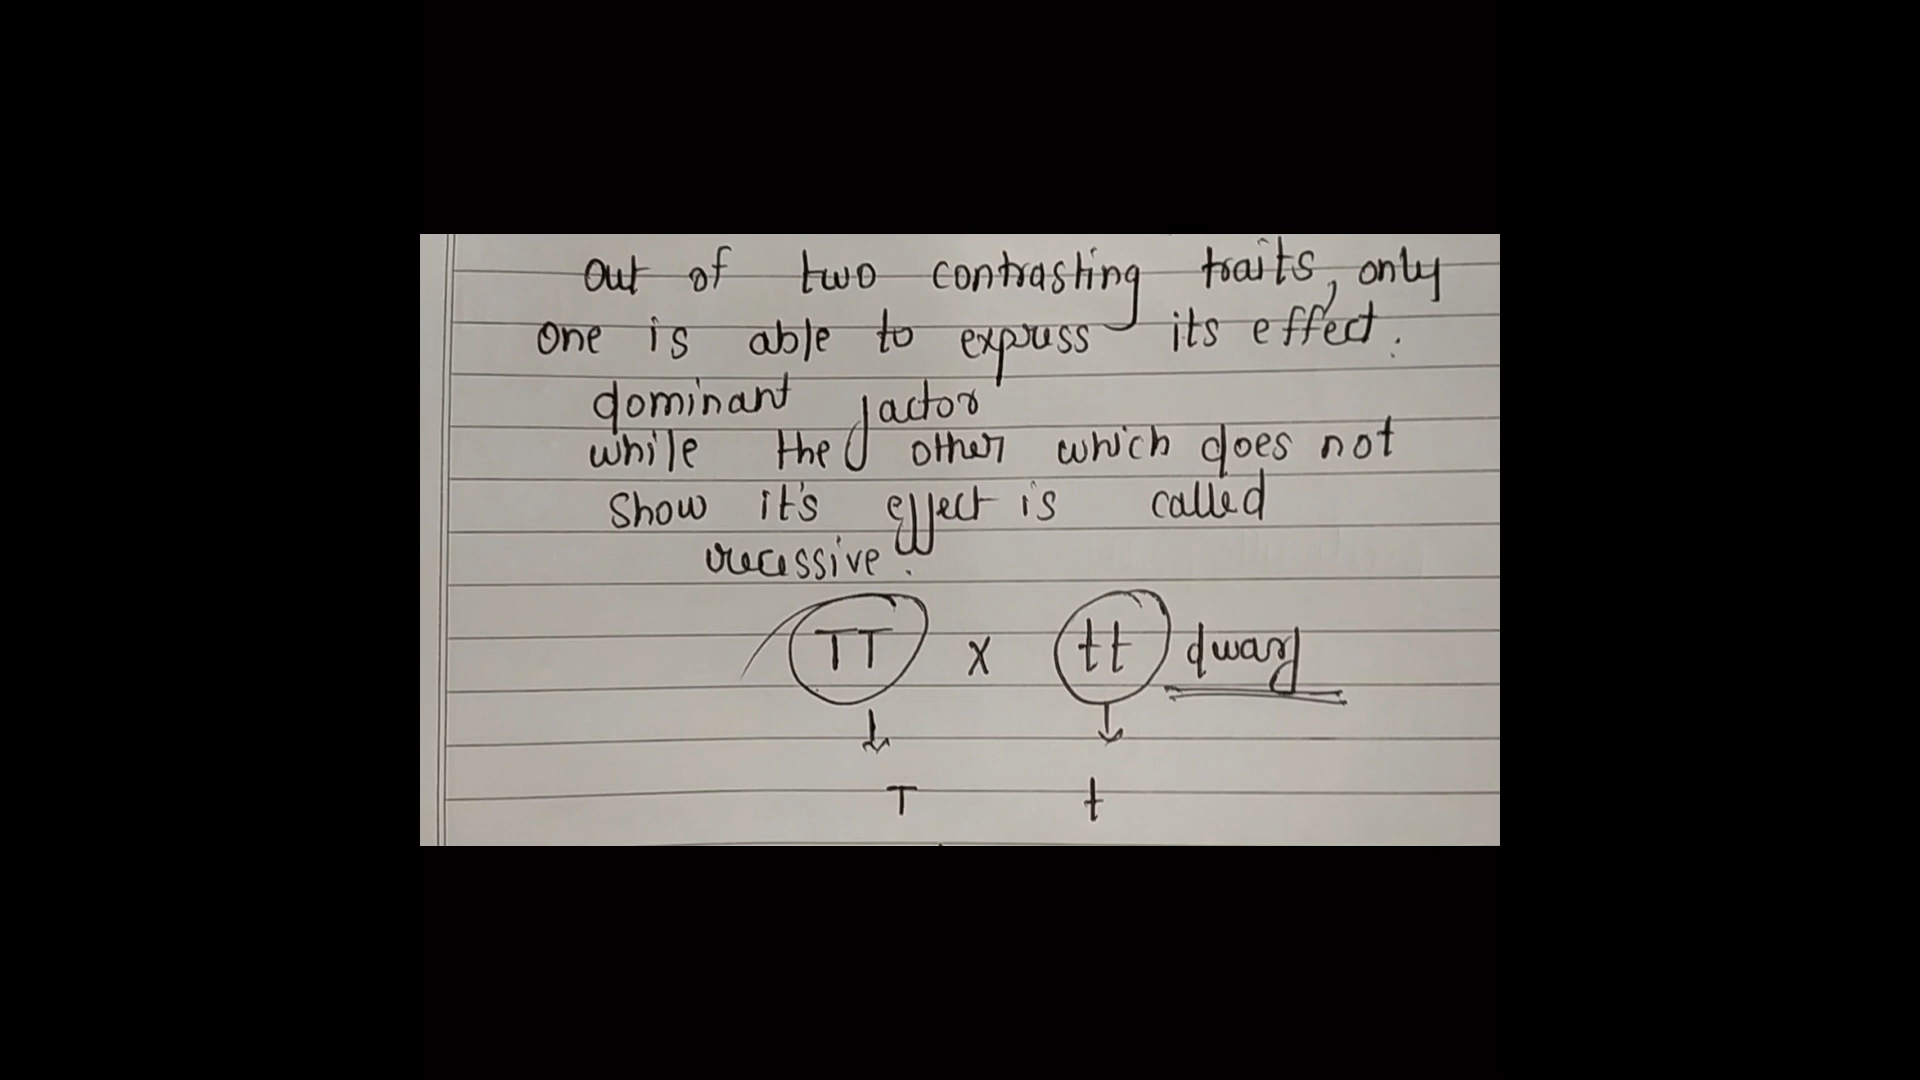 out of two contrasting traits, only
one is able to express its effect.
dominant factor
while the other which does not
show it's effect is called
recessive.
TT x tt dwarf
↓ ↓
T t